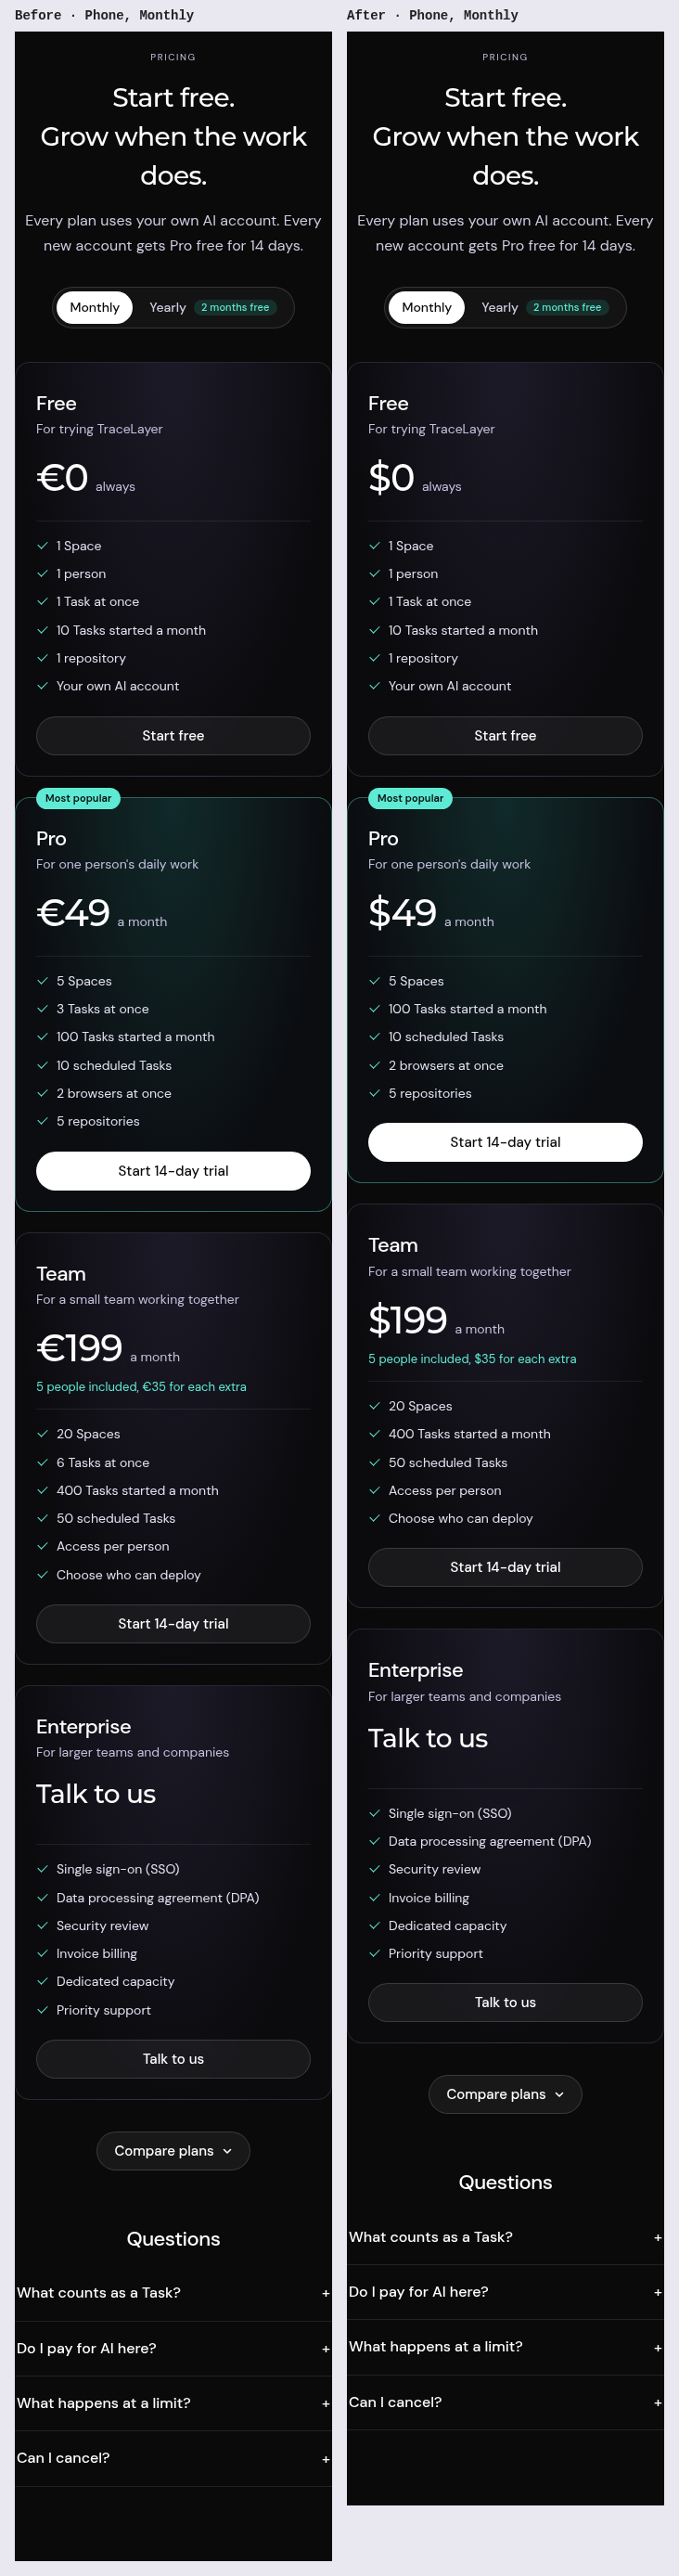 Before · Phone, Monthly
PRICING
Start free.
Grow when the work
does.
Every plan uses your own AI account. Every
new account gets Pro free for 14 days.
Monthly
Yearly
2 months free
Free
For trying TraceLayer
€0 always
1 Space
1 person
1 Task at once
10 Tasks started a month
1 repository
Your own AI account
Start free
Most popular
Pro
For one person's daily work
€49 a month
5 Spaces
3 Tasks at once
100 Tasks started a month
10 scheduled Tasks
2 browsers at once
5 repositories
Start 14-day trial
Team
For a small team working together
€199 a month
5 people included, €35 for each extra
20 Spaces
6 Tasks at once
400 Tasks started a month
50 scheduled Tasks
Access per person
Choose who can deploy
Start 14-day trial
Enterprise
For larger teams and companies
Talk to us
Single sign-on (SSO)
Data processing agreement (DPA)
Security review
Invoice billing
Dedicated capacity
Priority support
Talk to us
Compare plans
Questions
What counts as a Task? +
Do I pay for AI here? +
What happens at a limit? +
Can I cancel? +
After · Phone, Monthly
PRICING
Start free.
Grow when the work
does.
Every plan uses your own AI account. Every
new account gets Pro free for 14 days.
Monthly
Yearly
2 months free
Free
For trying TraceLayer
$0 always
1 Space
1 person
1 Task at once
10 Tasks started a month
1 repository
Your own AI account
Start free
Most popular
Pro
For one person's daily work
$49 a month
5 Spaces
100 Tasks started a month
10 scheduled Tasks
2 browsers at once
5 repositories
Start 14-day trial
Team
For a small team working together
$199 a month
5 people included, $35 for each extra
20 Spaces
400 Tasks started a month
50 scheduled Tasks
Access per person
Choose who can deploy
Start 14-day trial
Enterprise
For larger teams and companies
Talk to us
Single sign-on (SSO)
Data processing agreement (DPA)
Security review
Invoice billing
Dedicated capacity
Priority support
Talk to us
Compare plans
Questions
What counts as a Task? +
Do I pay for AI here? +
What happens at a limit? +
Can I cancel? +